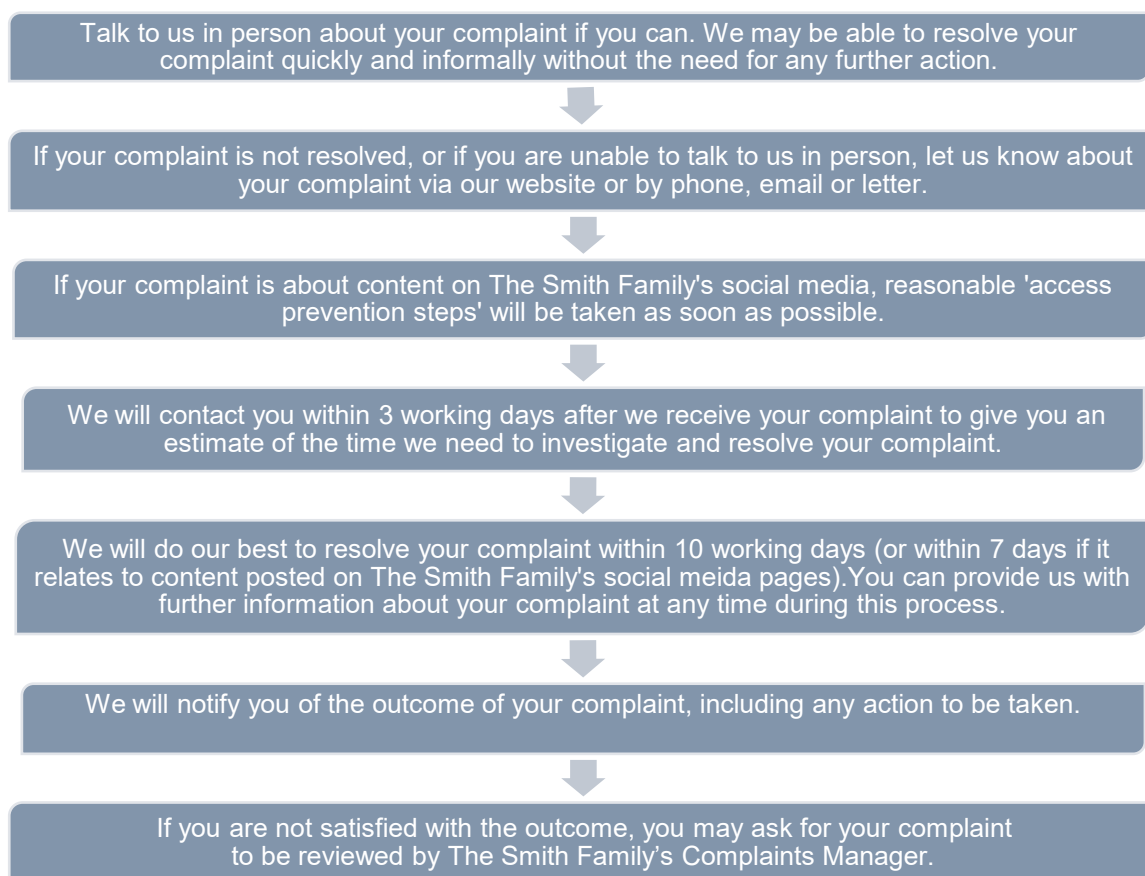 Talk to us in person about your complaint if you can. We may be able to resolve your
complaint quickly and informally without the need for any further action.
If your complaint is not resolved, or if you are unable to talk to us in person, let us know about
your complaint via our website or by phone, email or letter.
If your complaint is about content on The Smith Family's social media, reasonable 'access
prevention steps' will be taken as soon as possible.
We will contact you within 3 working days after we receive your complaint to give you an
estimate of the time we need to investigate and resolve your complaint.
We will do our best to resolve your complaint within 10 working days (or within 7 days if it
relates to content posted on The Smith Family's social meida pages).You can provide us with
further information about your complaint at any time during this process.
We will notify you of the outcome of your complaint, including any action to be taken.
If you are not satisfied with the outcome, you may ask for your complaint
to be reviewed by The Smith Family’s Complaints Manager.